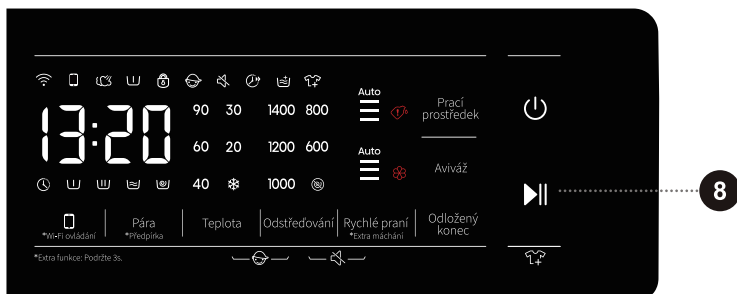 Auto
90 30 1400 800
Prací
prostředek
13:20
60 20 1200 600
Auto
Aviváž
40 1000
8
*Wi-Fi ovládání
Pára
*Předpírka
Teplota
Odstřeďování
Rychlé praní
*Extra máchání
Odložený
konec
*Extra funkce: Podržte 3s.